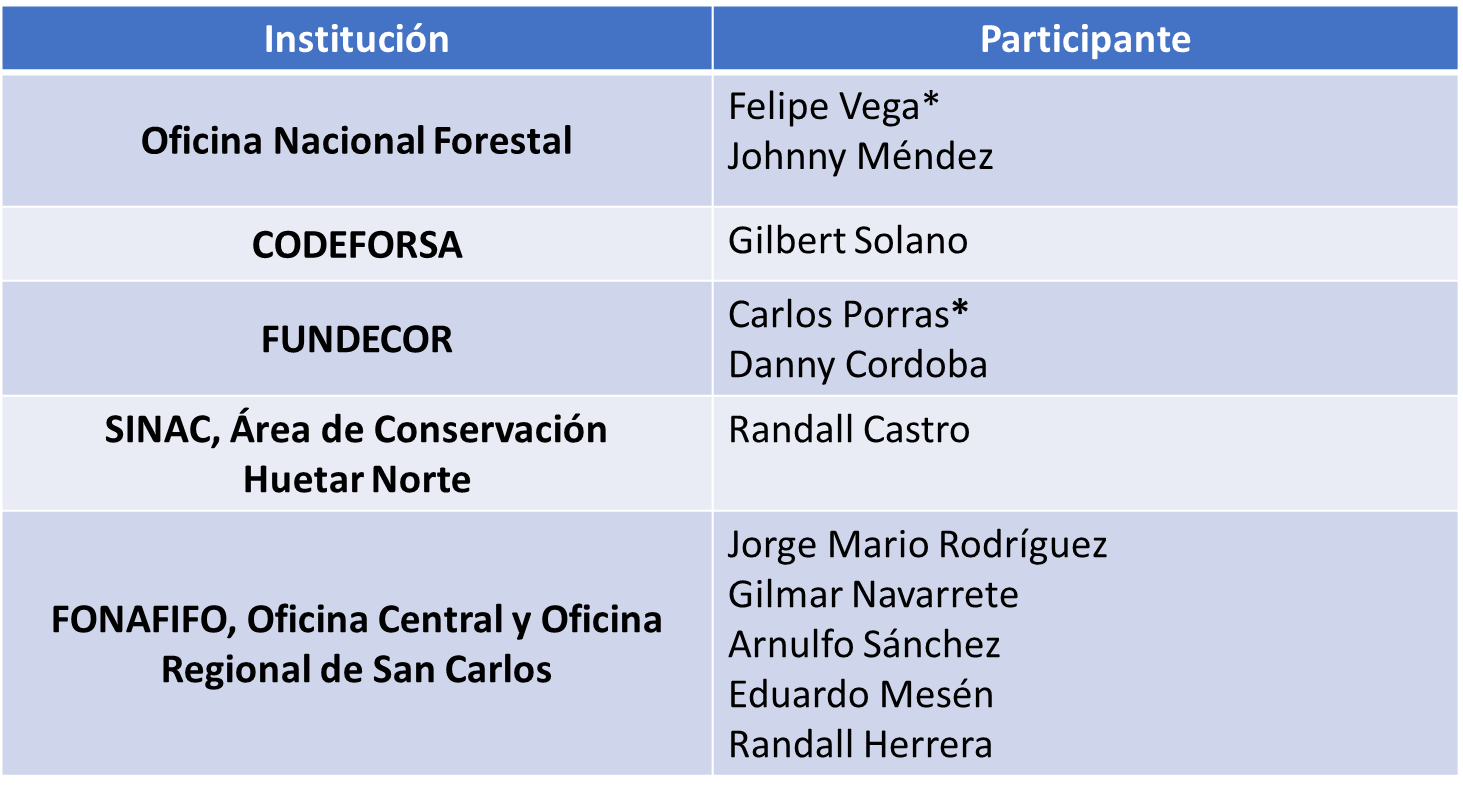 Institución
Participante
Oficina Nacional Forestal
Felipe Vega*
Johnny Méndez
CODEFORSA
Gilbert Solano
FUNDECOR
Carlos Porras*
Danny Cordoba
SINAC, Área de Conservación
Huetar Norte
Randall Castro
FONAFIFO, Oficina Central y Oficina
Regional de San Carlos
Jorge Mario Rodríguez
Gilmar Navarrete
Arnulfo Sánchez
Eduardo Mesén
Randall Herrera